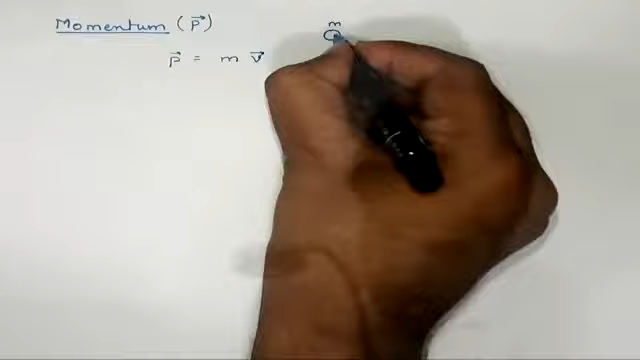 Momentum (p⃗)
m
p⃗ = m v⃗